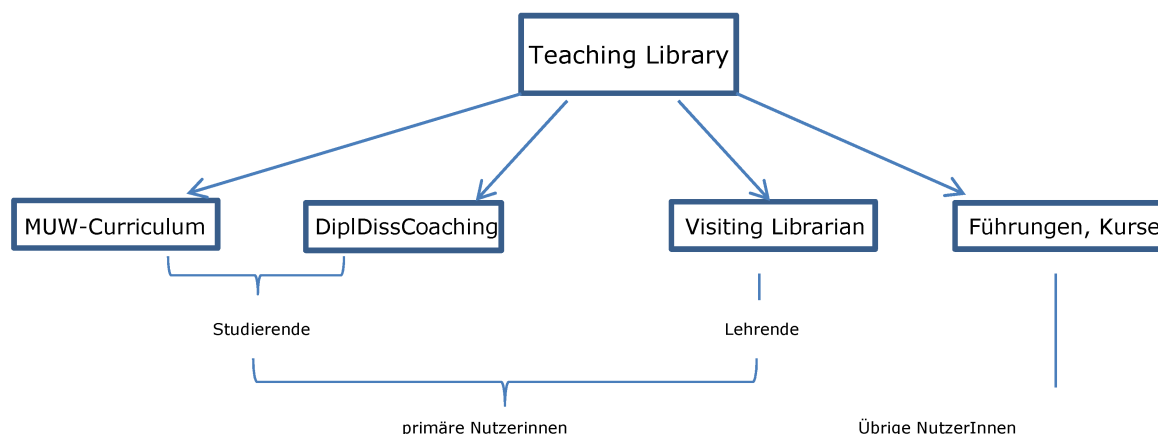 Teaching Library
MUW-Curriculum
DiplDissCoaching
Visiting Librarian
Führungen, Kurse
Studierende
Lehrende
primäre Nutzerinnen
Übrige NutzerInnen